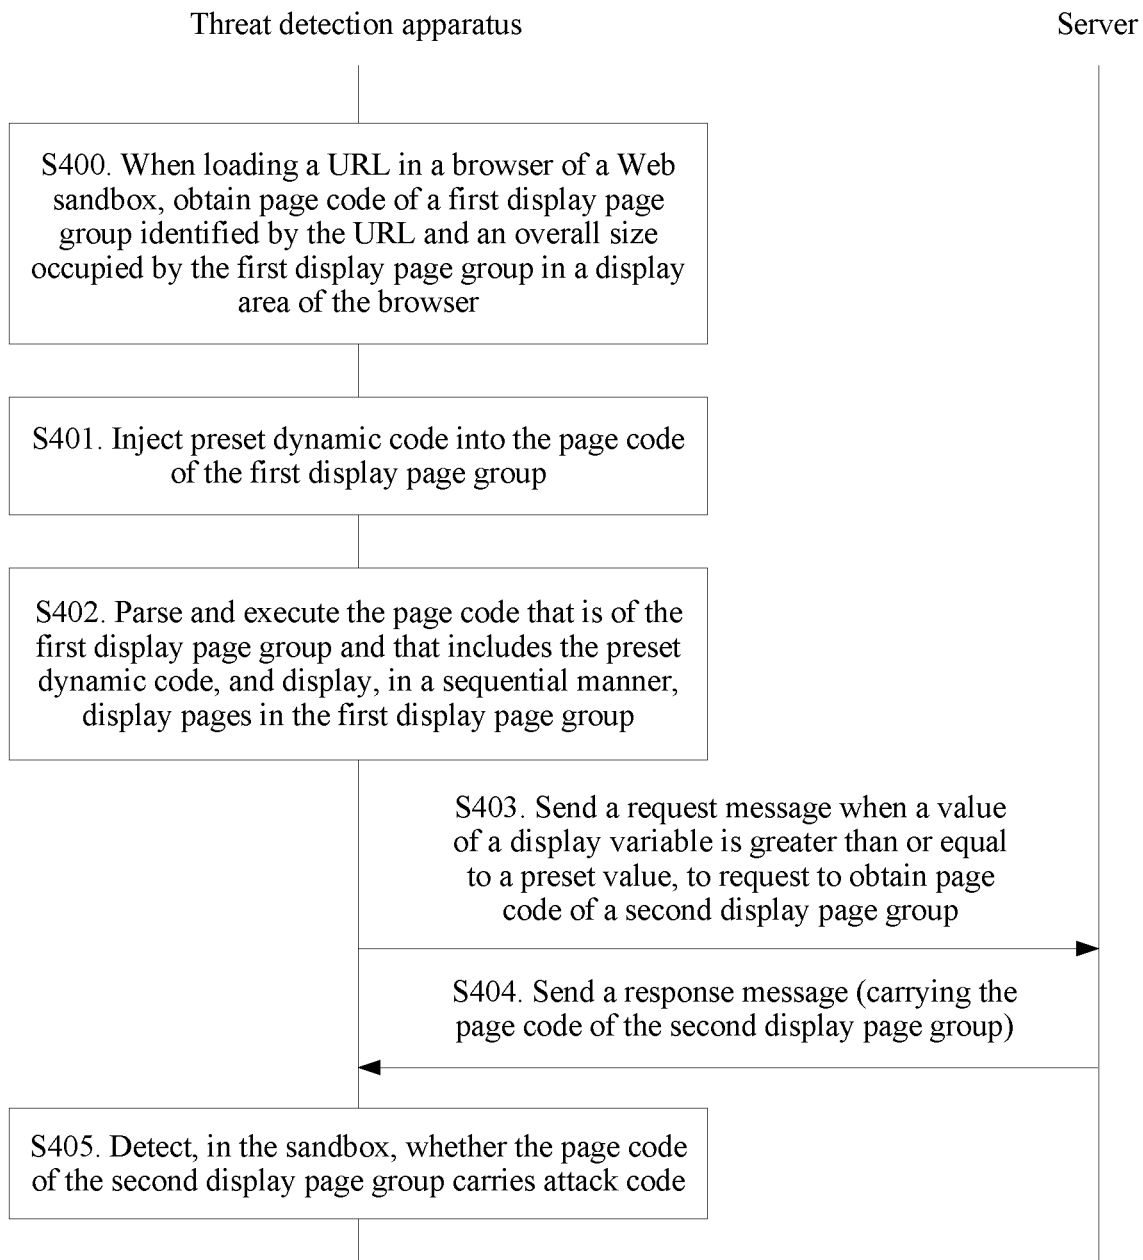 Threat detection apparatus
Server
S400. When loading a URL in a browser of a Web
sandbox, obtain page code of a first display page
group identified by the URL and an overall size
occupied by the first display page group in a display
area of the browser
S401. Inject preset dynamic code into the page code
of the first display page group
S402. Parse and execute the page code that is of the
first display page group and that includes the preset
dynamic code, and display, in a sequential manner,
display pages in the first display page group
S403. Send a request message when a value
of a display variable is greater than or equal
to a preset value, to request to obtain page
code of a second display page group
S404. Send a response message (carrying the
page code of the second display page group)
S405. Detect, in the sandbox, whether the page code
of the second display page group carries attack code